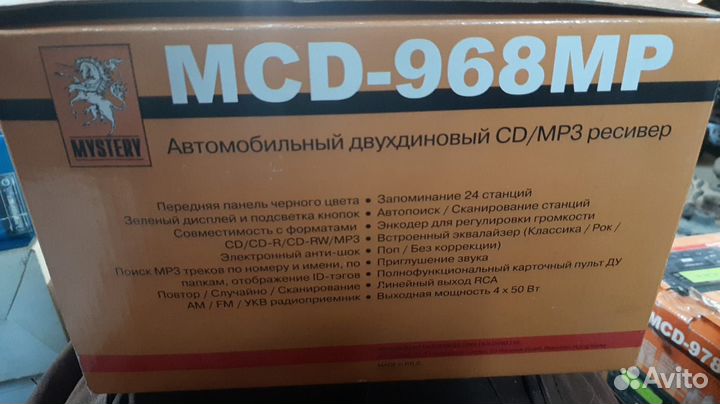 MCD-968MP
MYSTERY
Автомобильный двухдиновый CD/MP3 ресивер
Передняя панель черного цвета •
Зеленый дисплей и подсветка кнопок •
Совместимость с форматами •
CD/CD-R/CD-RW/MP3
Электронный анти-шок •
Поиск MP3 треков по номеру и имени, по •
папкам, отображение ID-тэгов
Повтор / Случайно / Сканирование •
AM / FM / УКВ радиоприемник •
Запоминание 24 станций
Автопоиск / Сканирование станций
Энкодер для регулировки громкости
Встроенный эквалайзер (Классика / Рок /
Поп / Без коррекции)
Приглушение звука
Полнофункциональный карточный пульт ДУ
Линейный выход RCA
Выходная мощность 4 x 50 Вт
MADE IN P.R.C.
MCD-978
Avito